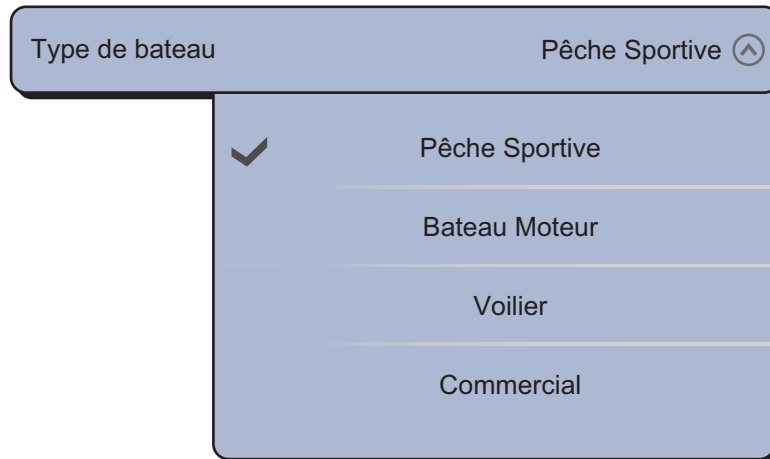 Type de bateau Pêche Sportive
Pêche Sportive
Bateau Moteur
Voilier
Commercial